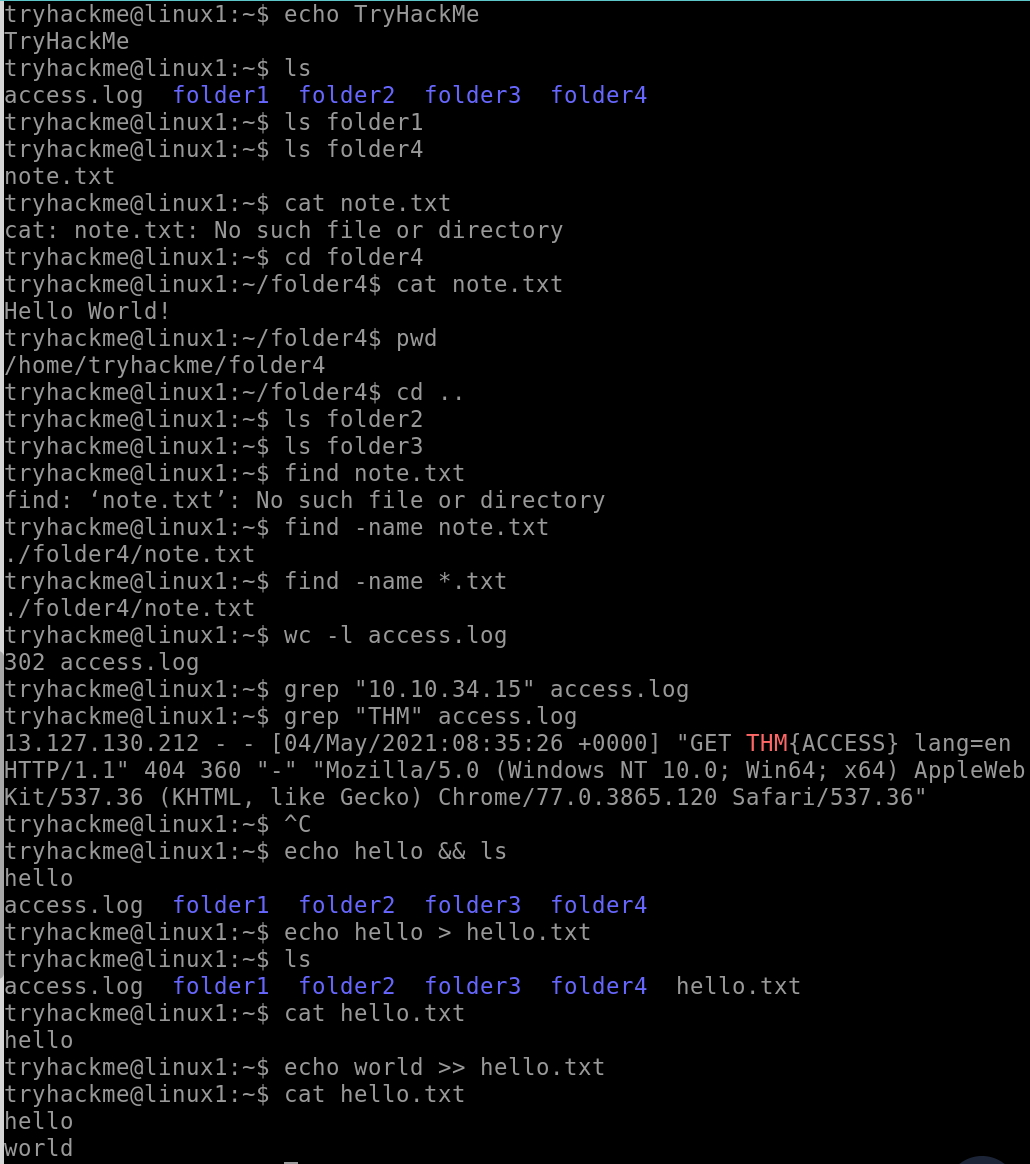 tryhackme@linux1:~$ echo TryHackMe
TryHackMe
tryhackme@linux1:~$ ls
access.log  folder1  folder2  folder3  folder4
tryhackme@linux1:~$ ls folder1
tryhackme@linux1:~$ ls folder4
note.txt
tryhackme@linux1:~$ cat note.txt
cat: note.txt: No such file or directory
tryhackme@linux1:~$ cd folder4
tryhackme@linux1:~/folder4$ cat note.txt
Hello World!
tryhackme@linux1:~/folder4$ pwd
/home/tryhackme/folder4
tryhackme@linux1:~/folder4$ cd ..
tryhackme@linux1:~$ ls folder2
tryhackme@linux1:~$ ls folder3
tryhackme@linux1:~$ find note.txt
find: ‘note.txt’: No such file or directory
tryhackme@linux1:~$ find -name note.txt
./folder4/note.txt
tryhackme@linux1:~$ find -name *.txt
./folder4/note.txt
tryhackme@linux1:~$ wc -l access.log
302 access.log
tryhackme@linux1:~$ grep "10.10.34.15" access.log
tryhackme@linux1:~$ grep "THM" access.log
13.127.130.212 - - [04/May/2021:08:35:26 +0000] "GET THM{ACCESS} lang=en
HTTP/1.1" 404 360 "-" "Mozilla/5.0 (Windows NT 10.0; Win64; x64) AppleWeb
Kit/537.36 (KHTML, like Gecko) Chrome/77.0.3865.120 Safari/537.36"
tryhackme@linux1:~$ ^C
tryhackme@linux1:~$ echo hello && ls
hello
access.log  folder1  folder2  folder3  folder4
tryhackme@linux1:~$ echo hello > hello.txt
tryhackme@linux1:~$ ls
access.log  folder1  folder2  folder3  folder4  hello.txt
tryhackme@linux1:~$ cat hello.txt
hello
tryhackme@linux1:~$ echo world >> hello.txt
tryhackme@linux1:~$ cat hello.txt
hello
world